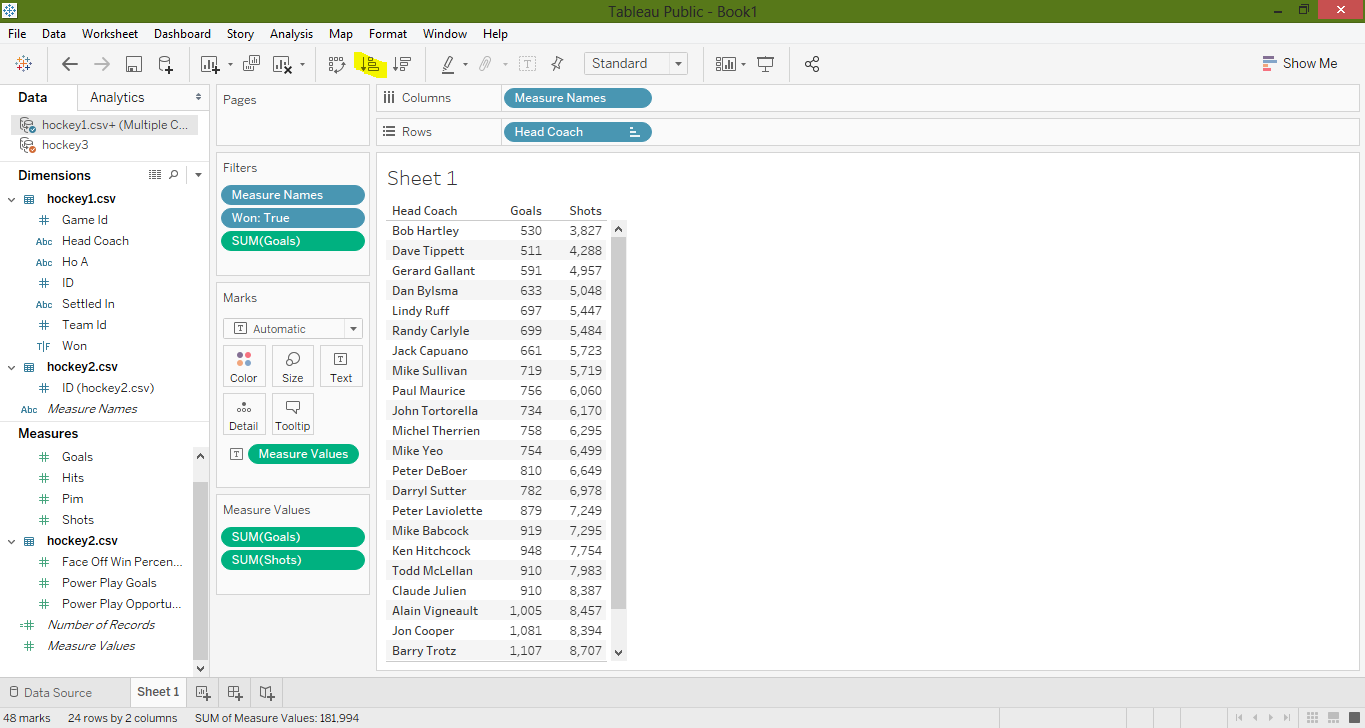 Tableau Public - Book1
File Data Worksheet Dashboard Story Analysis Map Format Window Help
Standard
Show Me
Data Analytics
hockey1.csv+ (Multiple C...
hockey3
Dimensions
hockey1.csv
# Game Id
Abc Head Coach
Abc Ho A
# ID
Abc Settled In
# Team Id
T|F Won
hockey2.csv
# ID (hockey2.csv)
Abc Measure Names
Measures
# Goals
# Hits
# Pim
# Shots
hockey2.csv
# Face Off Win Percen...
# Power Play Goals
# Power Play Opportu...
=# Number of Records
# Measure Values
Pages
Filters
Measure Names
Won: True
SUM(Goals)
Marks
T Automatic
Color Size Text
Detail Tooltip
T Measure Values
Measure Values
SUM(Goals)
SUM(Shots)
Columns Measure Names
Rows Head Coach
Sheet 1
Head Coach Goals Shots
Bob Hartley 530 3,827
Dave Tippett 511 4,288
Gerard Gallant 591 4,957
Dan Bylsma 633 5,048
Lindy Ruff 697 5,447
Randy Carlyle 699 5,484
Jack Capuano 661 5,723
Mike Sullivan 719 5,719
Paul Maurice 756 6,060
John Tortorella 734 6,170
Michel Therrien 758 6,295
Mike Yeo 754 6,499
Peter DeBoer 810 6,649
Darryl Sutter 782 6,978
Peter Laviolette 879 7,249
Mike Babcock 919 7,295
Ken Hitchcock 948 7,754
Todd McLellan 910 7,983
Claude Julien 910 8,387
Alain Vigneault 1,005 8,457
Jon Cooper 1,081 8,394
Barry Trotz 1,107 8,707
Data Source Sheet 1
48 marks 24 rows by 2 columns SUM of Measure Values: 181,994